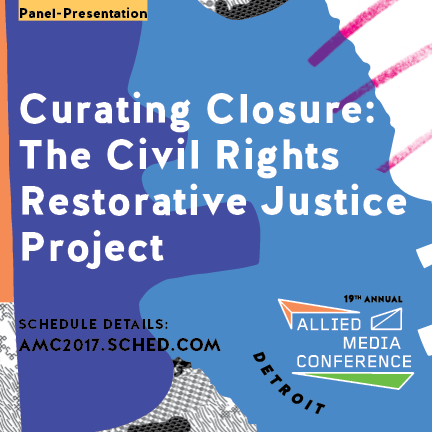 Panel-Presentation
Curating Closure:
The Civil Rights
Restorative Justice
Project
SCHEDULE DETAILS:
AMC2017.SCHED.COM
19TH ANNUAL
ALLIED
MEDIA
CONFERENCE
DETROIT